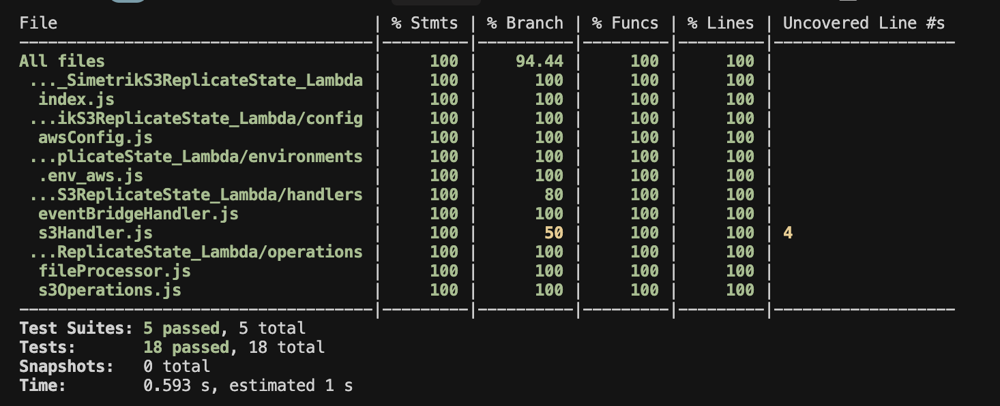 File | % Stmts | % Branch | % Funcs | % Lines | Uncovered Line #s
-------------------------------------|---------|----------|---------|---------|-------------------
All files | 100 | 94.44 | 100 | 100 |
..._SimetrikS3ReplicateState_Lambda | 100 | 100 | 100 | 100 |
index.js | 100 | 100 | 100 | 100 |
...ikS3ReplicateState_Lambda/config | 100 | 100 | 100 | 100 |
awsConfig.js | 100 | 100 | 100 | 100 |
...plicateState_Lambda/environments | 100 | 100 | 100 | 100 |
.env_aws.js | 100 | 100 | 100 | 100 |
...S3ReplicateState_Lambda/handlers | 100 | 80 | 100 | 100 |
eventBridgeHandler.js | 100 | 100 | 100 | 100 |
s3Handler.js | 100 | 50 | 100 | 100 | 4
...ReplicateState_Lambda/operations | 100 | 100 | 100 | 100 |
fileProcessor.js | 100 | 100 | 100 | 100 |
s3Operations.js | 100 | 100 | 100 | 100 |
-------------------------------------|---------|----------|---------|---------|-------------------
Test Suites: 5 passed, 5 total
Tests: 18 passed, 18 total
Snapshots: 0 total
Time: 0.593 s, estimated 1 s